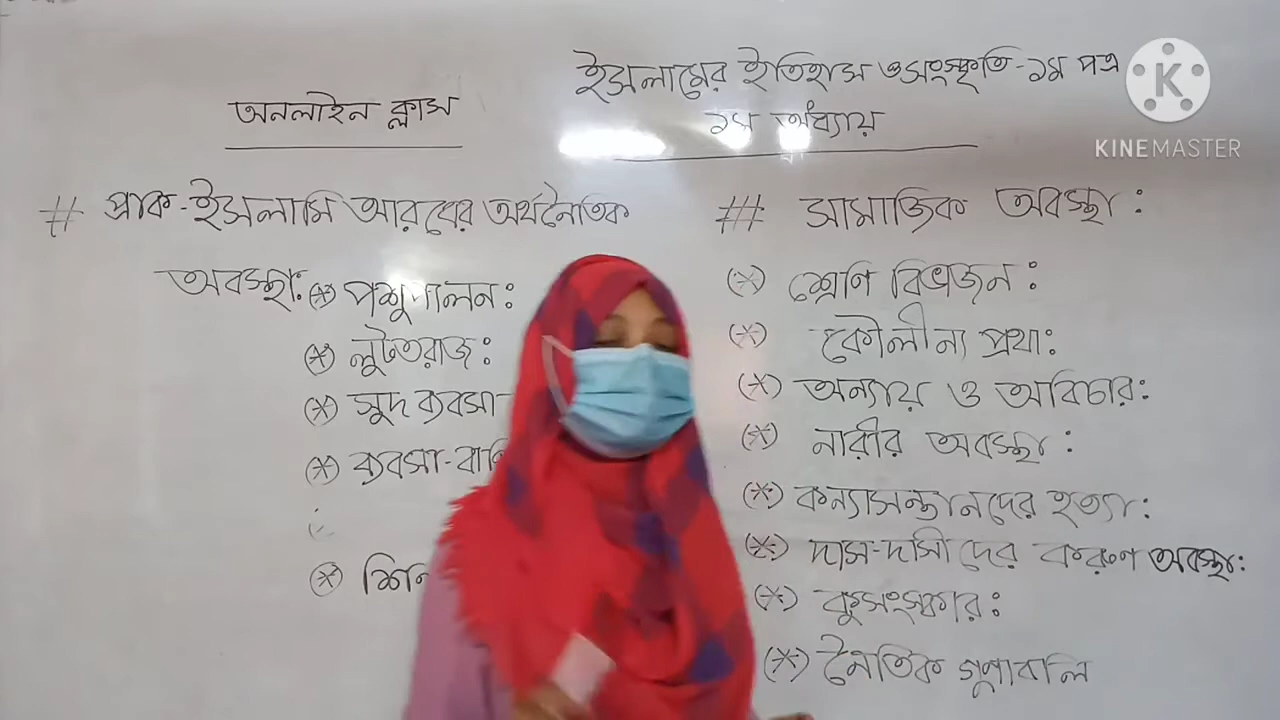 অনলাইন ক্লাস
ইসলামের ইতিহাস ও সংস্কৃতি-১ম পত্র
১ম অধ্যায়
KINEMASTER
# প্রাক-ইসলামি আরবের অর্থনৈতিক
অবস্থা: (*) পশুপালন:
(*) লুটতরাজ:
(*) সুদ ব্যবসা-
(*) ব্যবসা-
(*)
## সামাজিক অবস্থা:
(*) শ্রেণি বিভাজন:
(*) কৌলীন্য প্রথা:
(*) অন্যায় ও অবিচার:
(*) নারীর অবস্থা:
(*) কন্যাসন্তানদের হত্যা:
(*) দাস-দাসীদের করুণ অবস্থা:
(*) কুসংস্কার:
(*) নৈতিক গুণাবলি